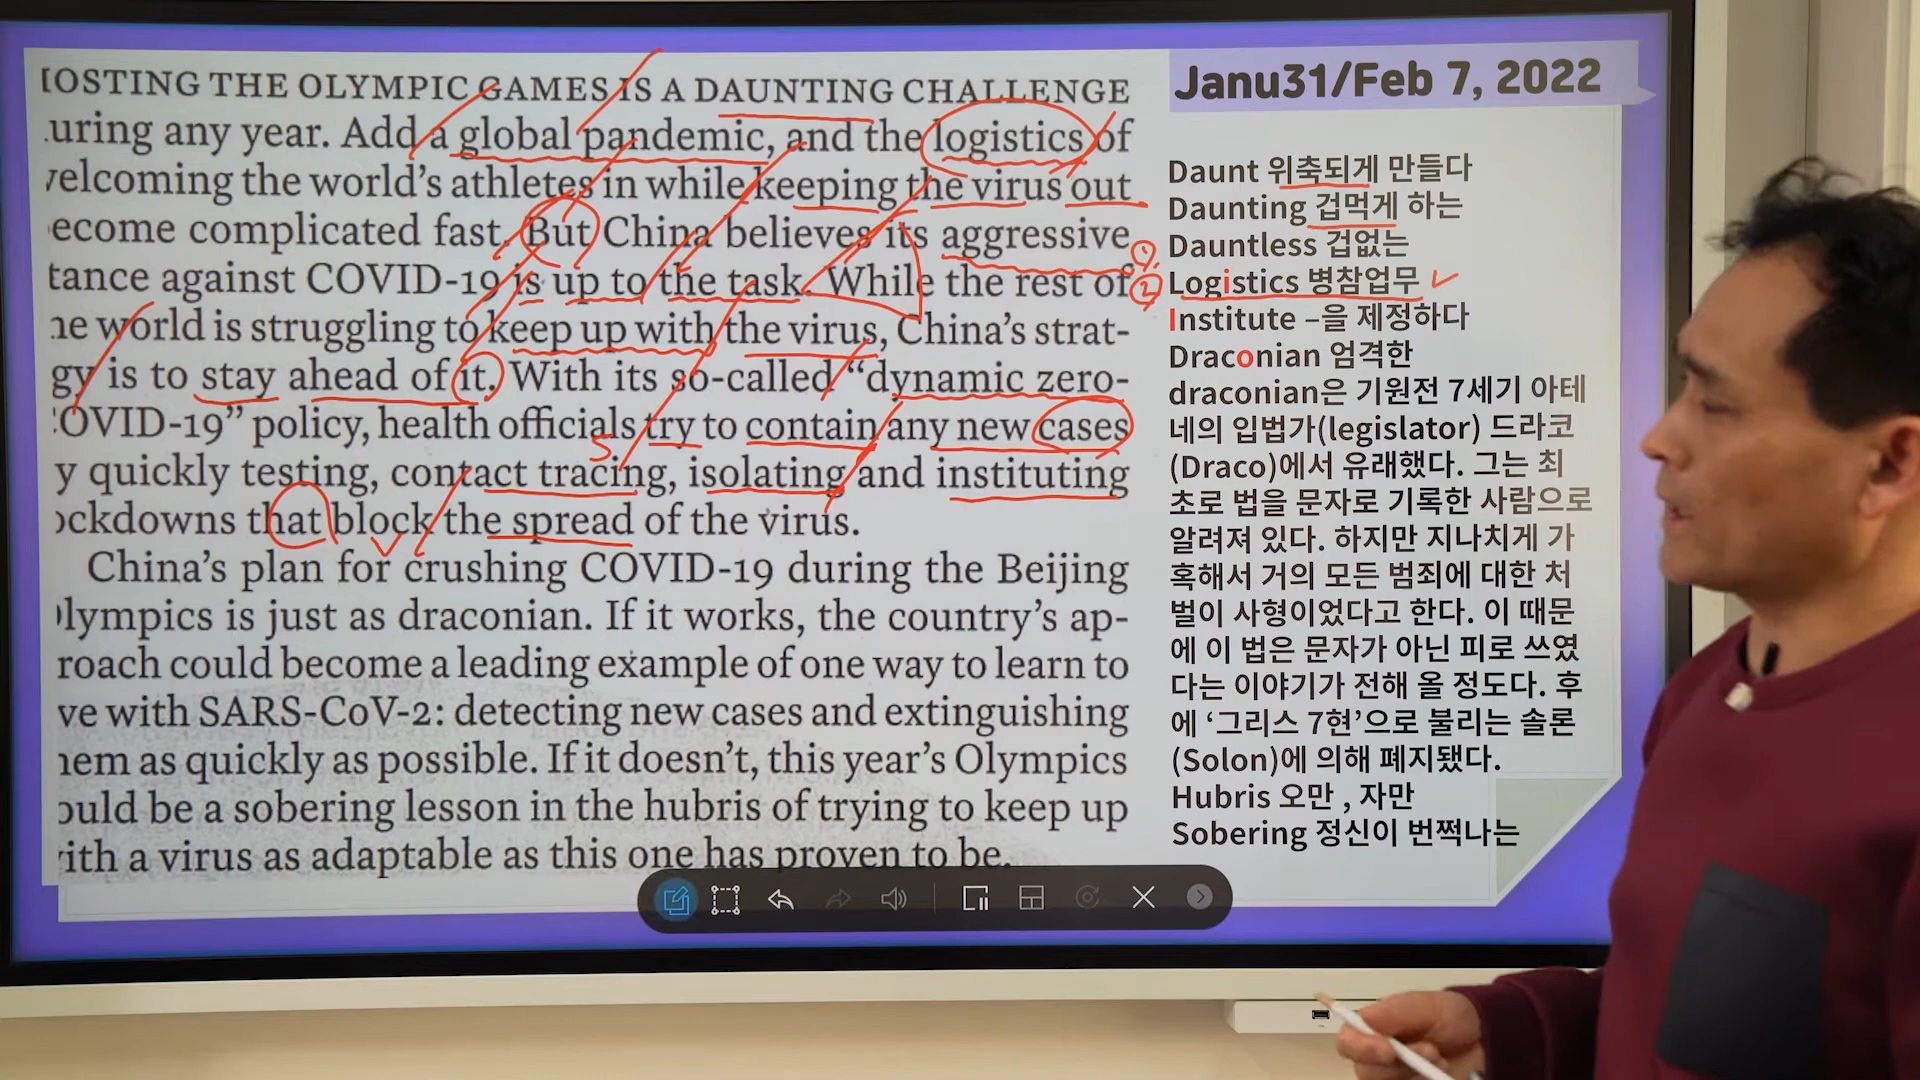 OSTING THE OLYMPIC GAMES IS A DAUNTING CHALLENGE
uring any year. Add a global pandemic, and the logistics of
elcoming the world's athletes in while keeping the virus out
ecome complicated fast. But China believes its aggressive
tance against COVID-19 is up to the task. While the rest of
he world is struggling to keep up with the virus, China's strat-
gy is to stay ahead of it. With its so-called “dynamic zero-
OVID-19” policy, health officials try to contain any new cases
y quickly testing, contact tracing, isolating and instituting
ockdowns that block the spread of the virus.
China's plan for crushing COVID-19 during the Beijing
lympics is just as draconian. If it works, the country's ap-
roach could become a leading example of one way to learn to
ve with SARS-CoV-2: detecting new cases and extinguishing
hem as quickly as possible. If it doesn't, this year's Olympics
ould be a sobering lesson in the hubris of trying to keep up
ith a virus as adaptable as this one has proven to be.
① ②
S
Janu31/Feb 7, 2022
Daunt 위축되게 만들다
Daunting 겁먹게 하는
Dauntless 겁없는
Logistics 병참업무
Institute –을 제정하다
Draconian 엄격한
draconian은 기원전 7세기 아테
네의 입법가(legislator) 드라코
(Draco)에서 유래했다. 그는 최
초로 법을 문자로 기록한 사람으로
알려져 있다. 하지만 지나치게 가
혹해서 거의 모든 범죄에 대한 처
벌이 사형이었다고 한다. 이 때문
에 이 법은 문자가 아닌 피로 쓰였
다는 이야기가 전해 올 정도다. 후
에 ‘그리스 7현’으로 불리는 솔론
(Solon)에 의해 폐지됐다.
Hubris 오만 , 자만
Sobering 정신이 번쩍나는